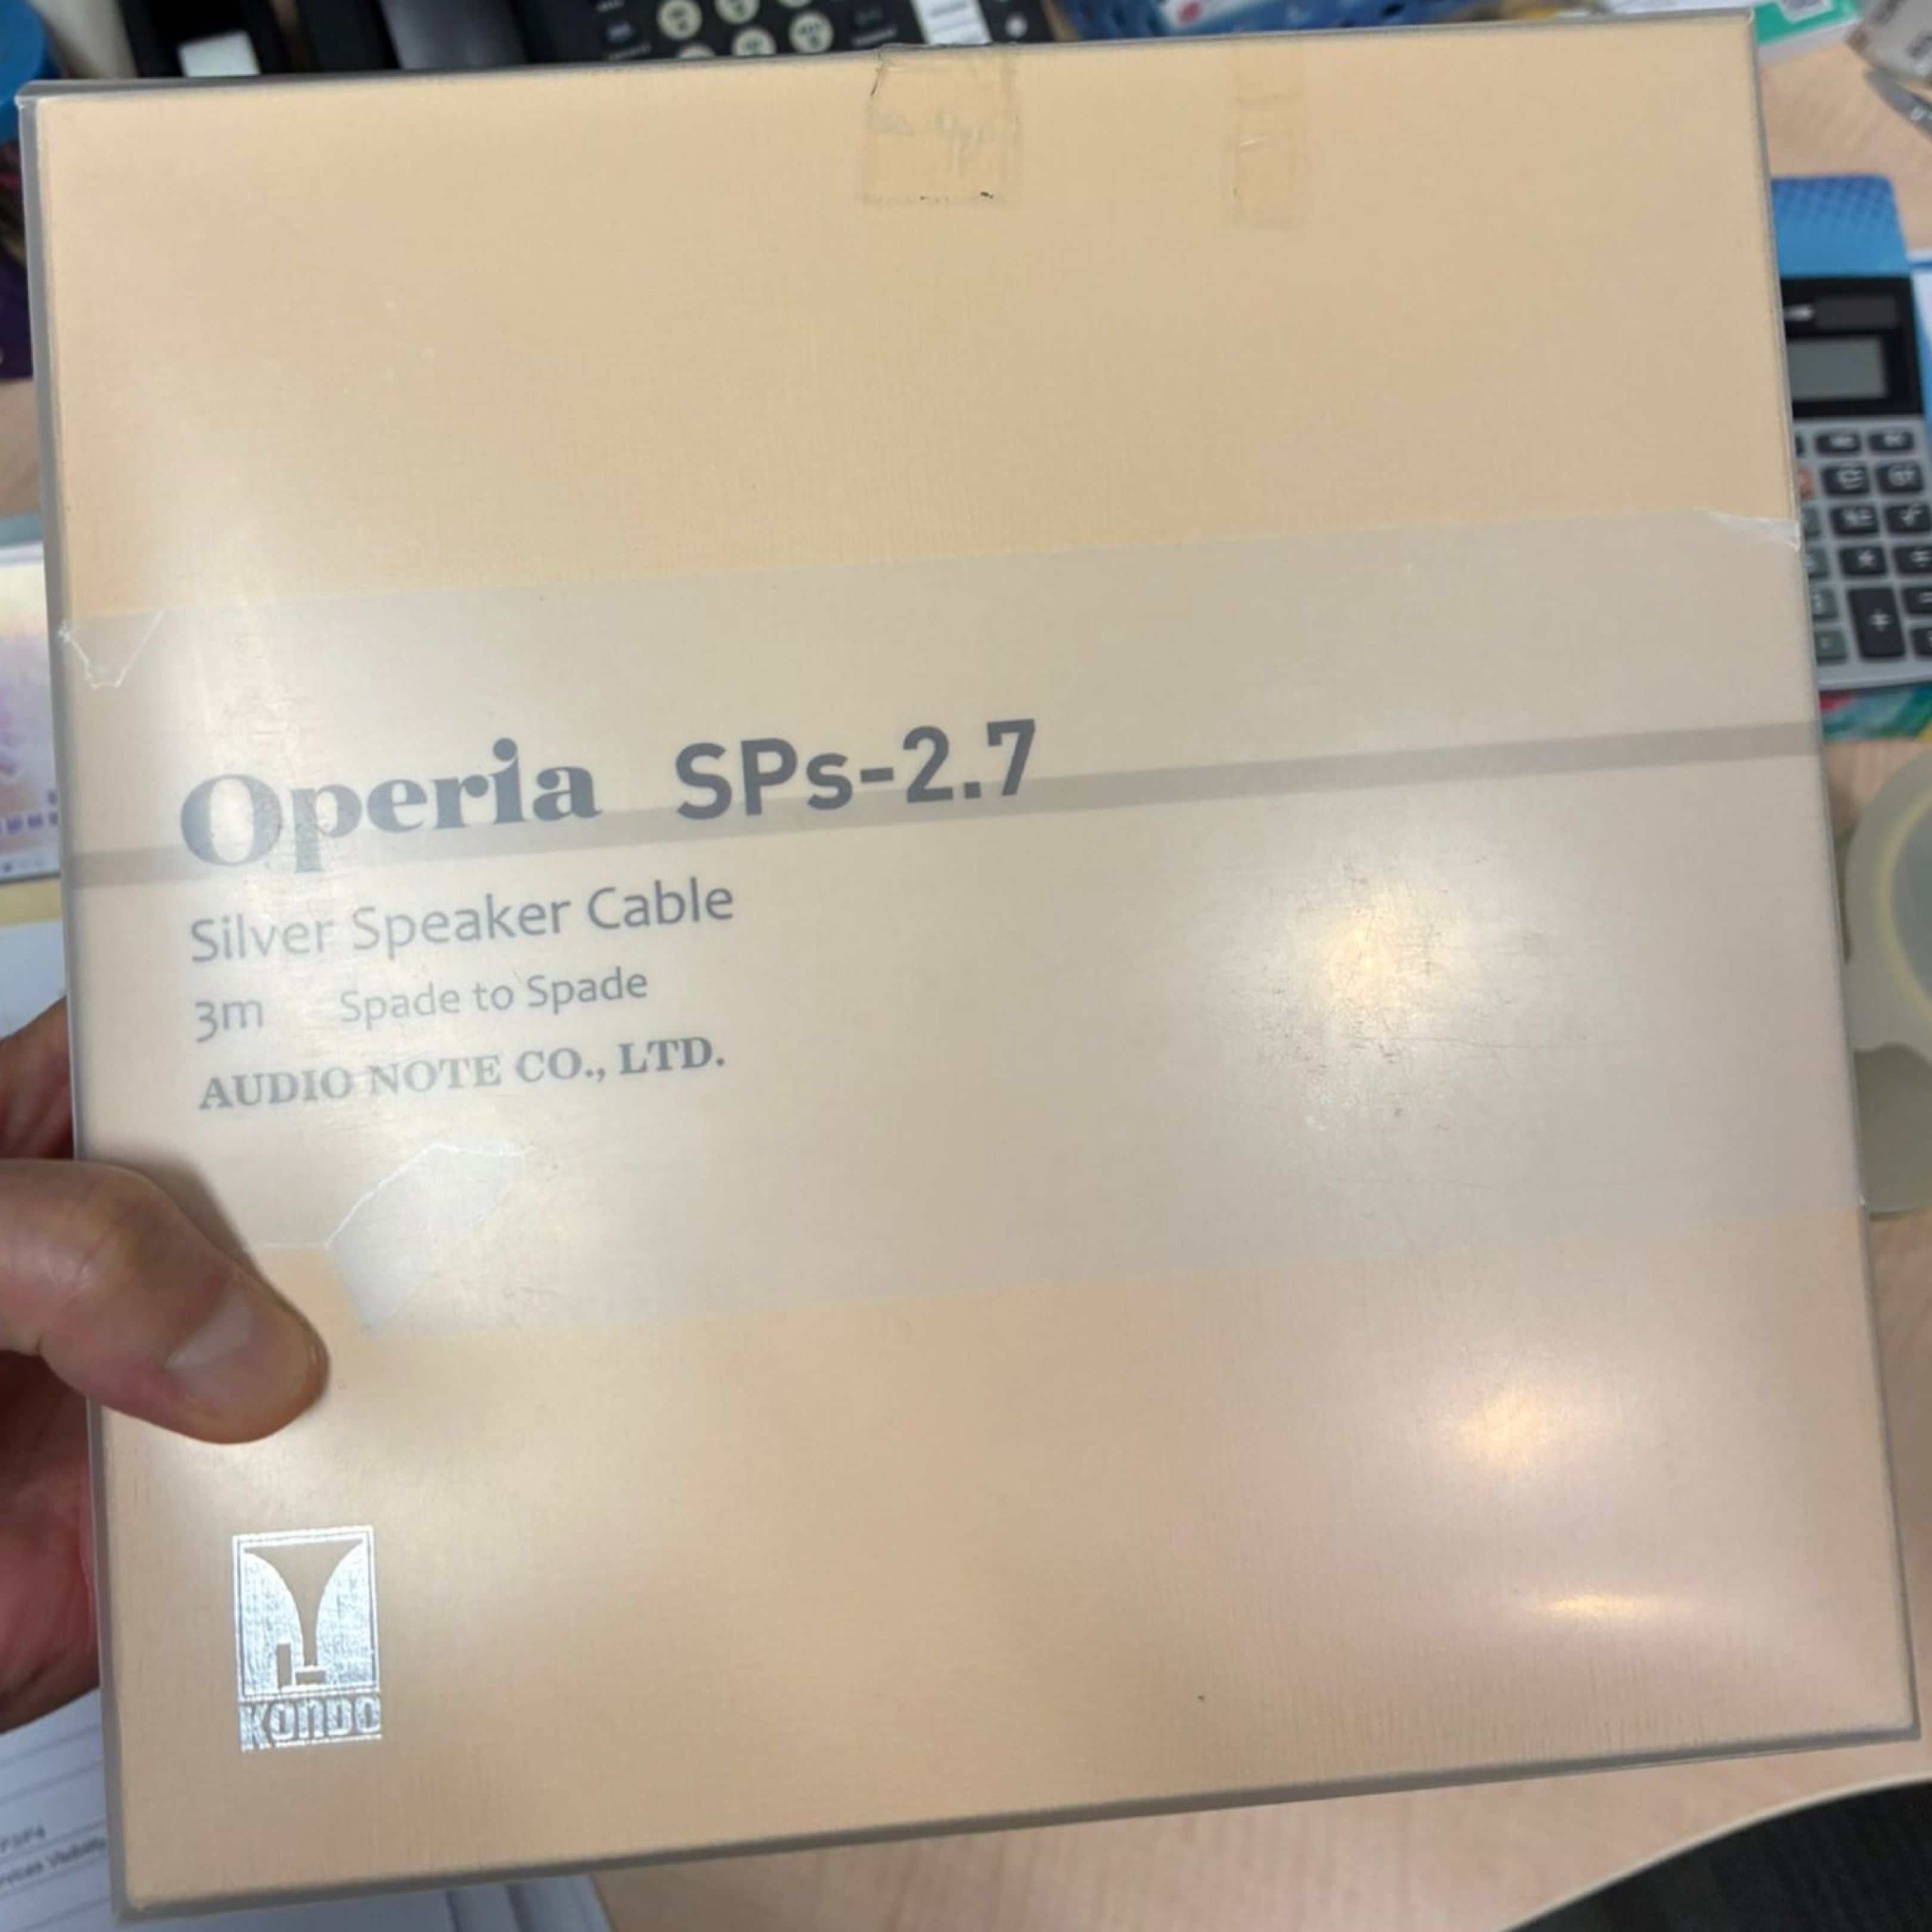 Operia SPs-2.7
Silver Speaker Cable
3m Spade to Spade
AUDIO NOTE CO., LTD.
KONDO